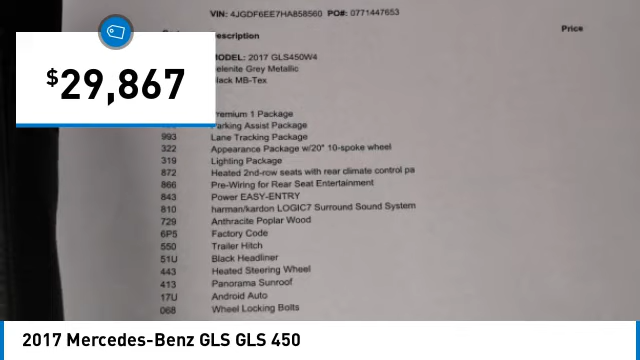 VIN: 4JGDF6EE7HA858560 PO#: 0771447653
escription Price
$29,867
MODEL: 2017 GLS450W4
elenite Grey Metallic
lack MB-Tex
remium 1 Package
Parking Assist Package
993 Lane Tracking Package
322 Appearance Package w/20" 10-spoke wheel
319 Lighting Package
872 Heated 2nd-row seats with rear climate control pa
866 Pre-Wiring for Rear Seat Entertainment
843 Power EASY-ENTRY
810 harman/kardon LOGIC7 Surround Sound System
729 Anthracite Poplar Wood
6P5 Factory Code
550 Trailer Hitch
51U Black Headliner
443 Heated Steering Wheel
413 Panorama Sunroof
17U Android Auto
068 Wheel Locking Bolts
2017 Mercedes-Benz GLS GLS 450